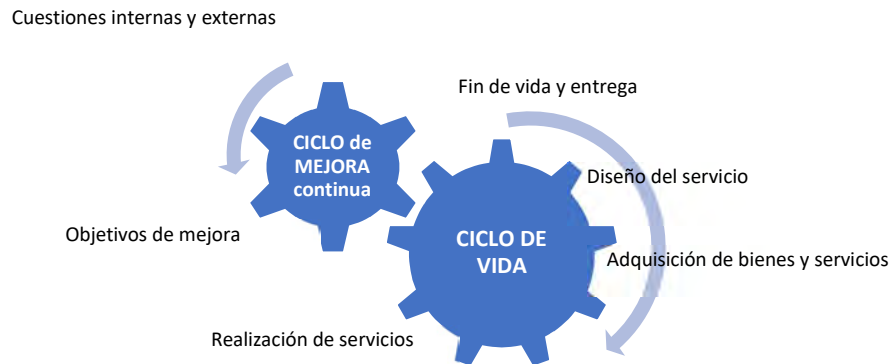 Cuestiones internas y externas
Fin de vida y entrega
CICLO de
MEJORA
continua
Diseño del servicio
Objetivos de mejora
CICLO DE
VIDA
Adquisición de bienes y servicios
Realización de servicios